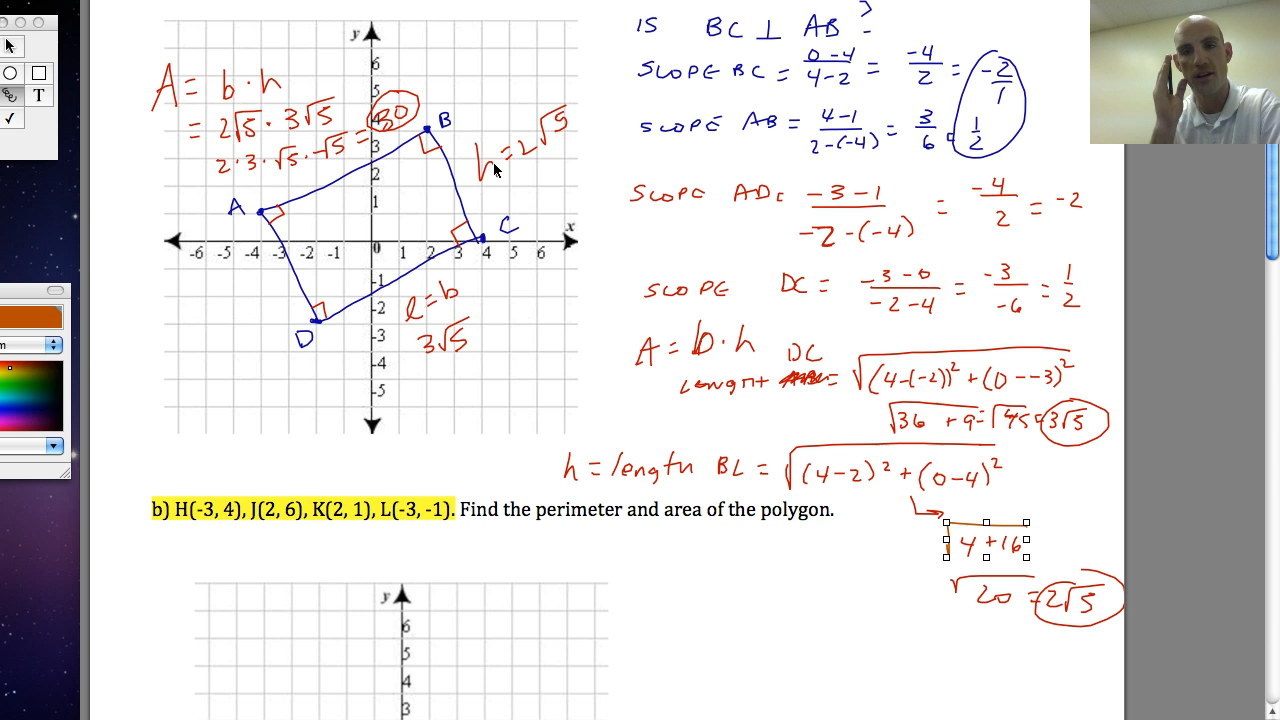 A = b · h
= 2√5 · 3√5
2 · 3 · √5 · √5 = 30
y
6
5
4
3
2
1
0
-1
-2
-3
-4
-5
-6 -5 -4 -3 -2 -1 1 2 3 4 5 6
x
A
B
C
D
h = 2√5
l = b
3√5
IS BC ⊥ AB ?
SLOPE BC = 0-4/4-2 = -4/2 = -2/1
SLOPE AB = 4-1/2-(-4) = 3/6 = 1/2
SLOPE AD = -3-1/-2-(-4) = -4/2 = -2
SLOPE DC = -3-0/-2-4 = -3/-6 = 1/2
A = b · h
LENGTH DC = √(4-(-2))² + (0--3)²
√36 + 9 = √45 = 3√5
h = length BC = √(4-2)² + (0-4)²
4 + 16
√20 = 2√5
b) H(-3, 4), J(2, 6), K(2, 1), L(-3, -1). Find the perimeter and area of the polygon.
y
6
5
4
3
T
m